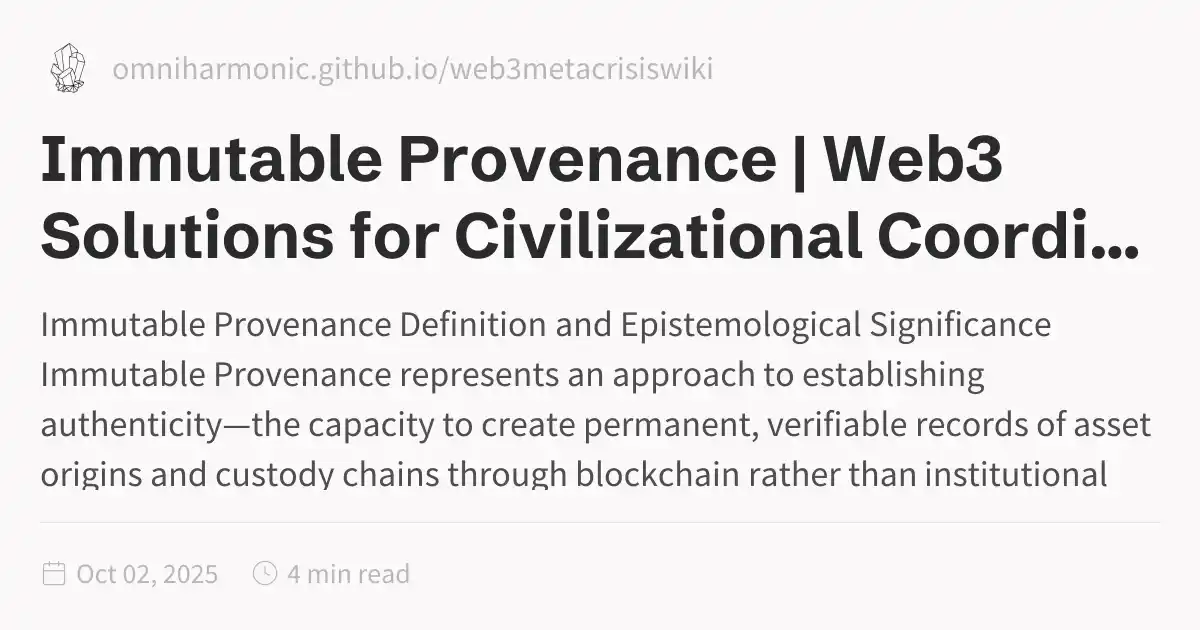 omniharmonic.github.io/web3metacrisiswiki
Immutable Provenance | Web3
Solutions for Civilizational Coordi...
Immutable Provenance Definition and Epistemological Significance
Immutable Provenance represents an approach to establishing
authenticity—the capacity to create permanent, verifiable records of asset
origins and custody chains through blockchain rather than institutional
Oct 02, 2025
4 min read